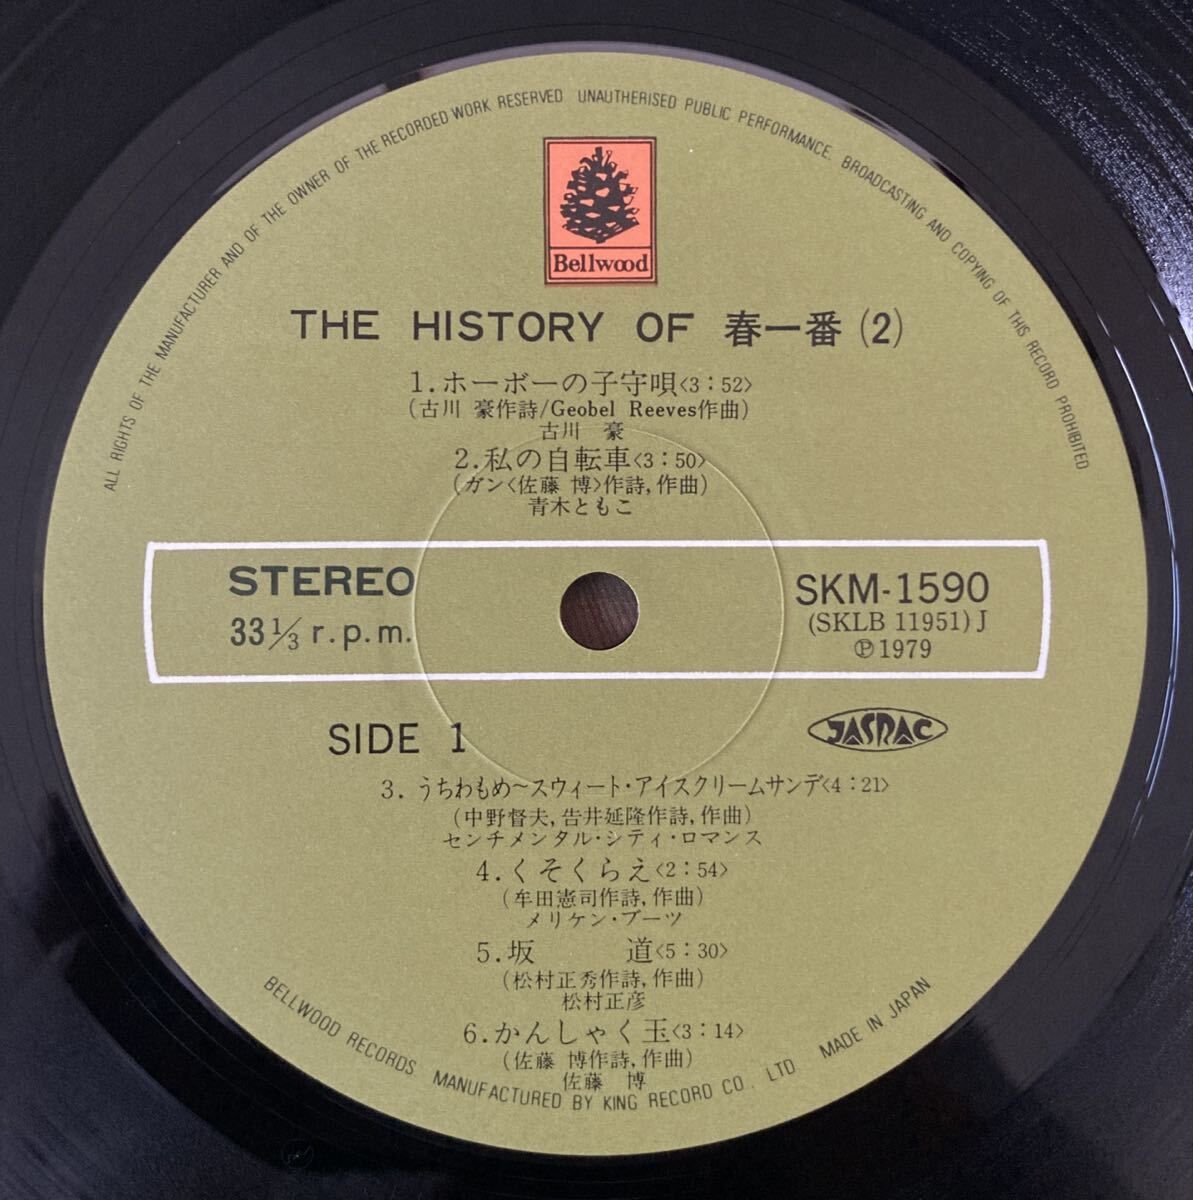 ALL RIGHTS OF THE MANUFACTURER AND OF THE OWNER OF THE RECORDED WORK RESERVED UNAUTHERISED PUBLIC PERFORMANCE, BROADCASTING AND COPYING OF THIS RECORD PROHIBITED
Bellwood
THE HISTORY OF 春一番(2)
1.ホーボーの子守唄<3:52>
(古川 豪作詩/Geobel Reeves作曲)
古川 豪
2.私の自転車<3:50>
(ガン<佐藤 博>作詩,作曲)
青木ともこ
STEREO
33 1/3 r.p.m.
SKM-1590
(SKLB 11951)J
℗1979
SIDE 1
JASRAC
3.うちわもめ~スウィート・アイスクリームサンデ<4:21>
(中野督夫,告井延隆作詩,作曲)
センチメンタル・シティ・ロマンス
4.くそくらえ<2:54>
(牟田憲司作詩,作曲)
メリケン・ブーツ
5.坂 道<5:30>
(松村正秀作詩,作曲)
松村正彦
6.かんしゃく玉<3:14>
(佐藤 博作詩,作曲)
佐藤 博
BELLWOOD RECORDS MANUFACTURED BY KING RECORD CO., LTD MADE IN JAPAN